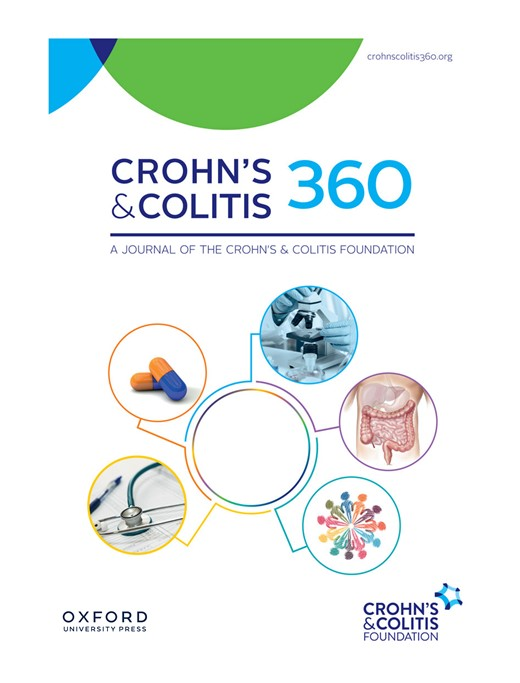 crohnscolitis360.org
CROHN'S
&COLITIS
360
A JOURNAL OF THE CROHN'S & COLITIS FOUNDATION
OXFORD
UNIVERSITY PRESS
CROHN'S
&COLITIS
FOUNDATION